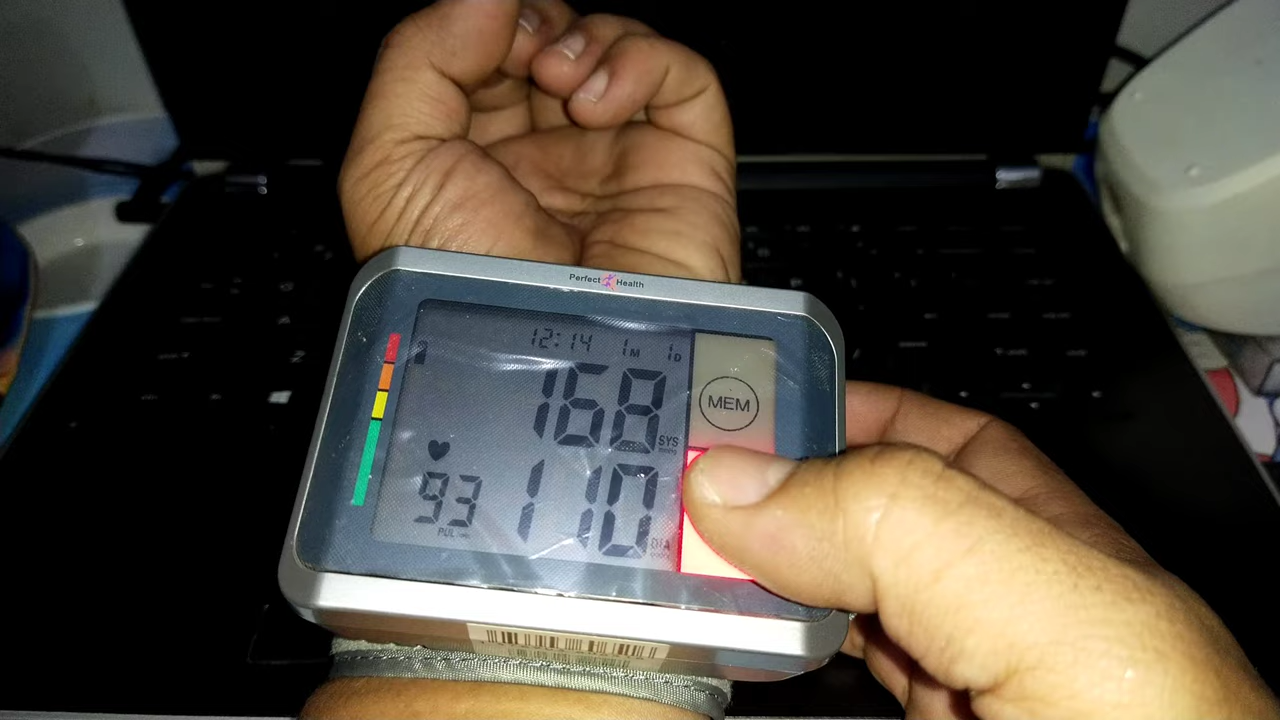 Perfect Health
12:14 1M 1D
168
SYS
MEM
93
PUL
110
DIA